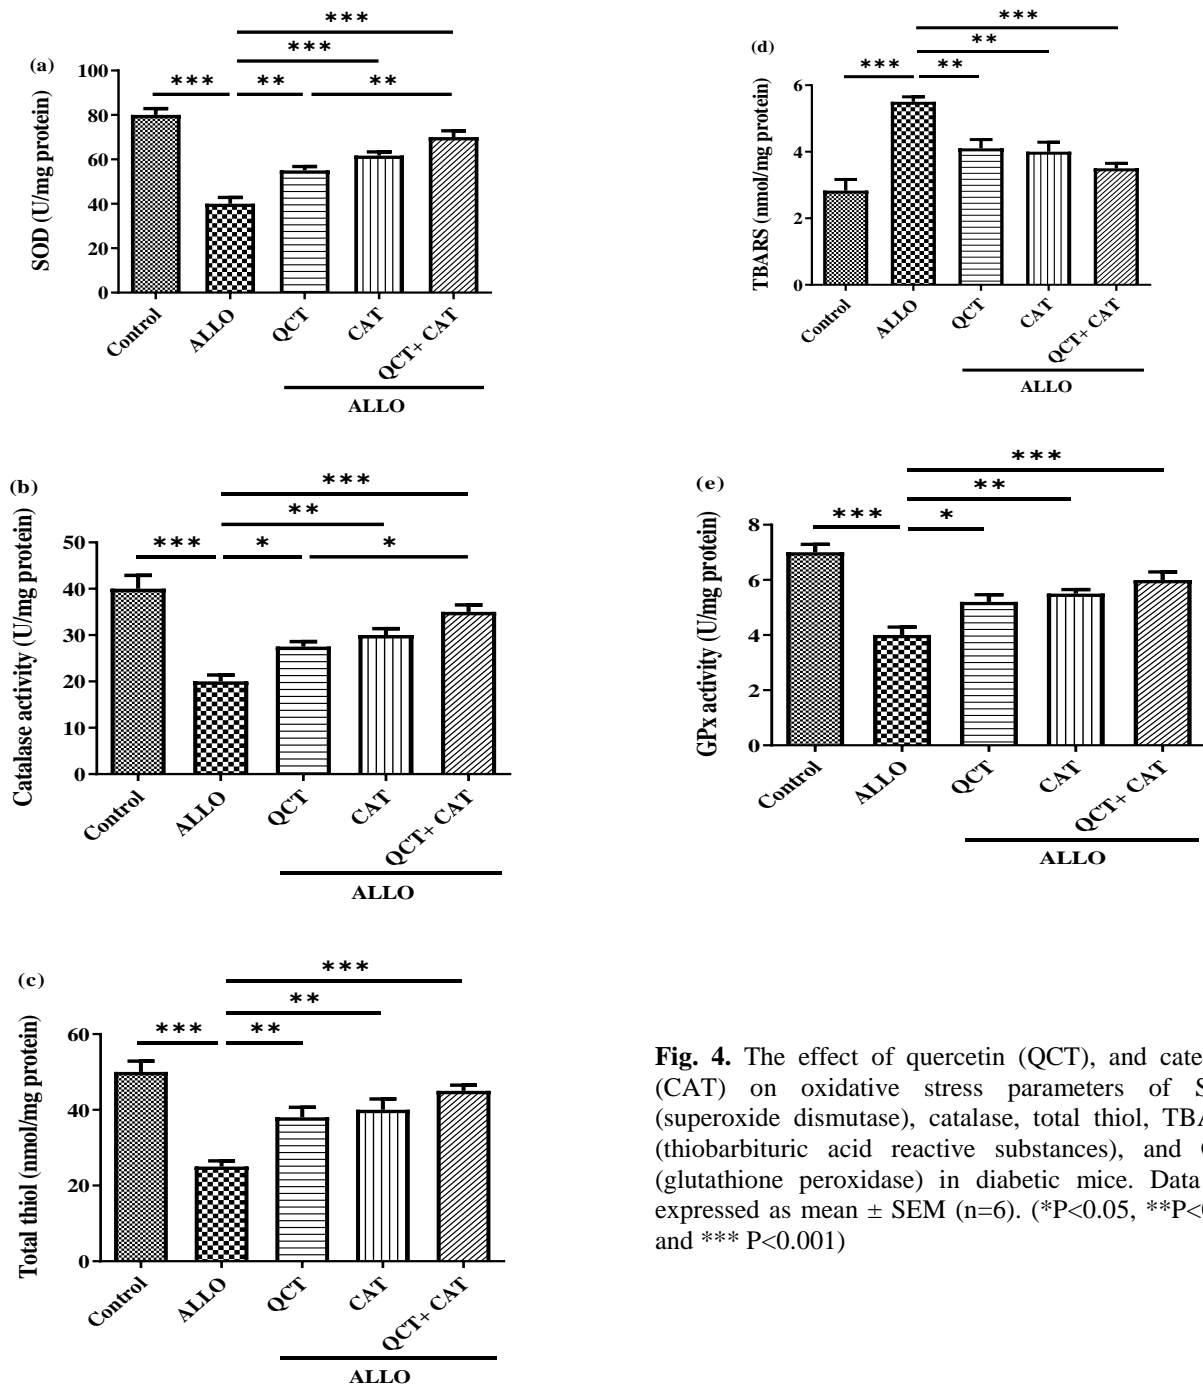 ***
***
(a)
*** ** **
100
80
60
40
20
0
SOD (U/mg protein)
Control
ALLO
QCT
CAT
QCT+ CAT
ALLO
***
**
(d)
*** **
6
4
2
0
TBARS (nmol/mg protein)
Control
ALLO
QCT
CAT
QCT+ CAT
ALLO
(b)
***
**
*** * *
50
40
30
20
10
0
Catalase activity (U/mg protein)
Control
ALLO
QCT
CAT
QCT+ CAT
ALLO
***
(e)
**
*** *
8
6
4
2
0
GPx activity (U/mg protein)
Control
ALLO
QCT
CAT
QCT+ CAT
ALLO
(c)
***
**
*** **
60
40
20
0
Total thiol (nmol/mg protein)
Control
ALLO
QCT
CAT
QCT+ CAT
ALLO
Fig. 4. The effect of quercetin (QCT), and
(CAT) on oxidative stress parameters of
(superoxide dismutase), catalase, total thiol,
(thiobarbituric acid reactive substances), and
(glutathione peroxidase) in diabetic mice. Data
expressed as mean ± SEM (n=6). (*P<0.05,
and *** P<0.001)